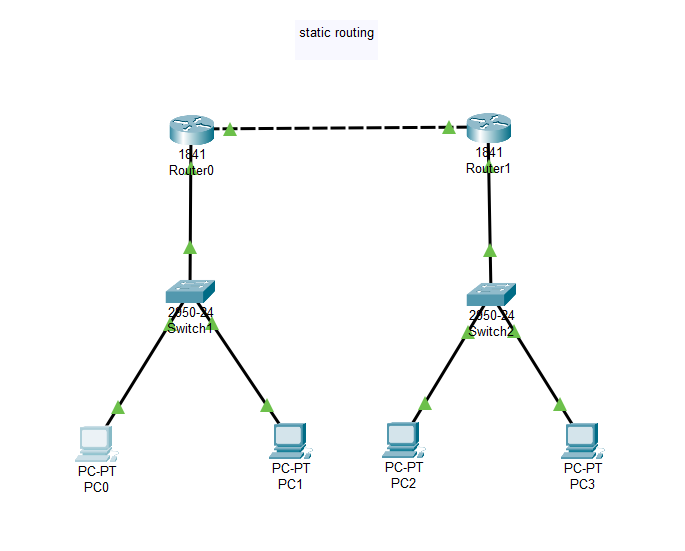 static routing
1841
Router0
1841
Router1
2950-24
Switch1
2950-24
Switch2
PC-PT
PC0
PC-PT
PC1
PC-PT
PC2
PC-PT
PC3